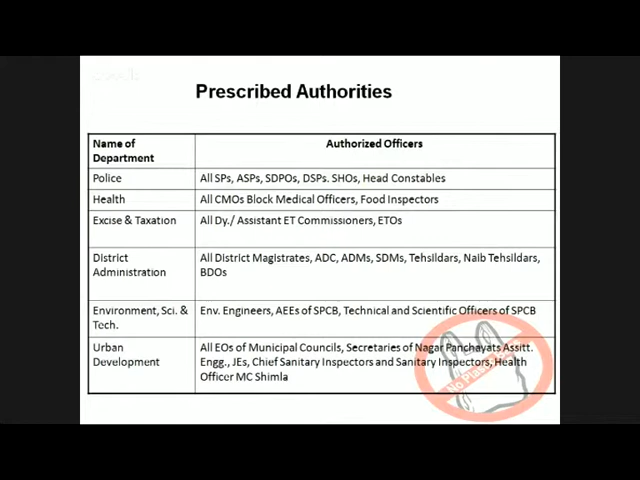 Prescribed Authorities
Name of
Department
Authorized Officers
Police
All SPs, ASPs, SDPOs, DSPs. SHOs, Head Constables
Health
All CMOs Block Medical Officers, Food Inspectors
Excise & Taxation
All Dy./ Assistant ET Commissioners, ETOs
District
Administration
All District Magistrates, ADC, ADMs, SDMs, Tehsildars, Naib Tehsildars,
BDOs
Environment, Sci. &
Tech.
Env. Engineers, AEEs of SPCB, Technical and Scientific Officers of SPCB
Urban
Development
All EOs of Municipal Councils, Secretaries of Nagar Panchayats Assitt.
Engg., JEs, Chief Sanitary Inspectors and Sanitary Inspectors, Health
Officer MC Shimla
No